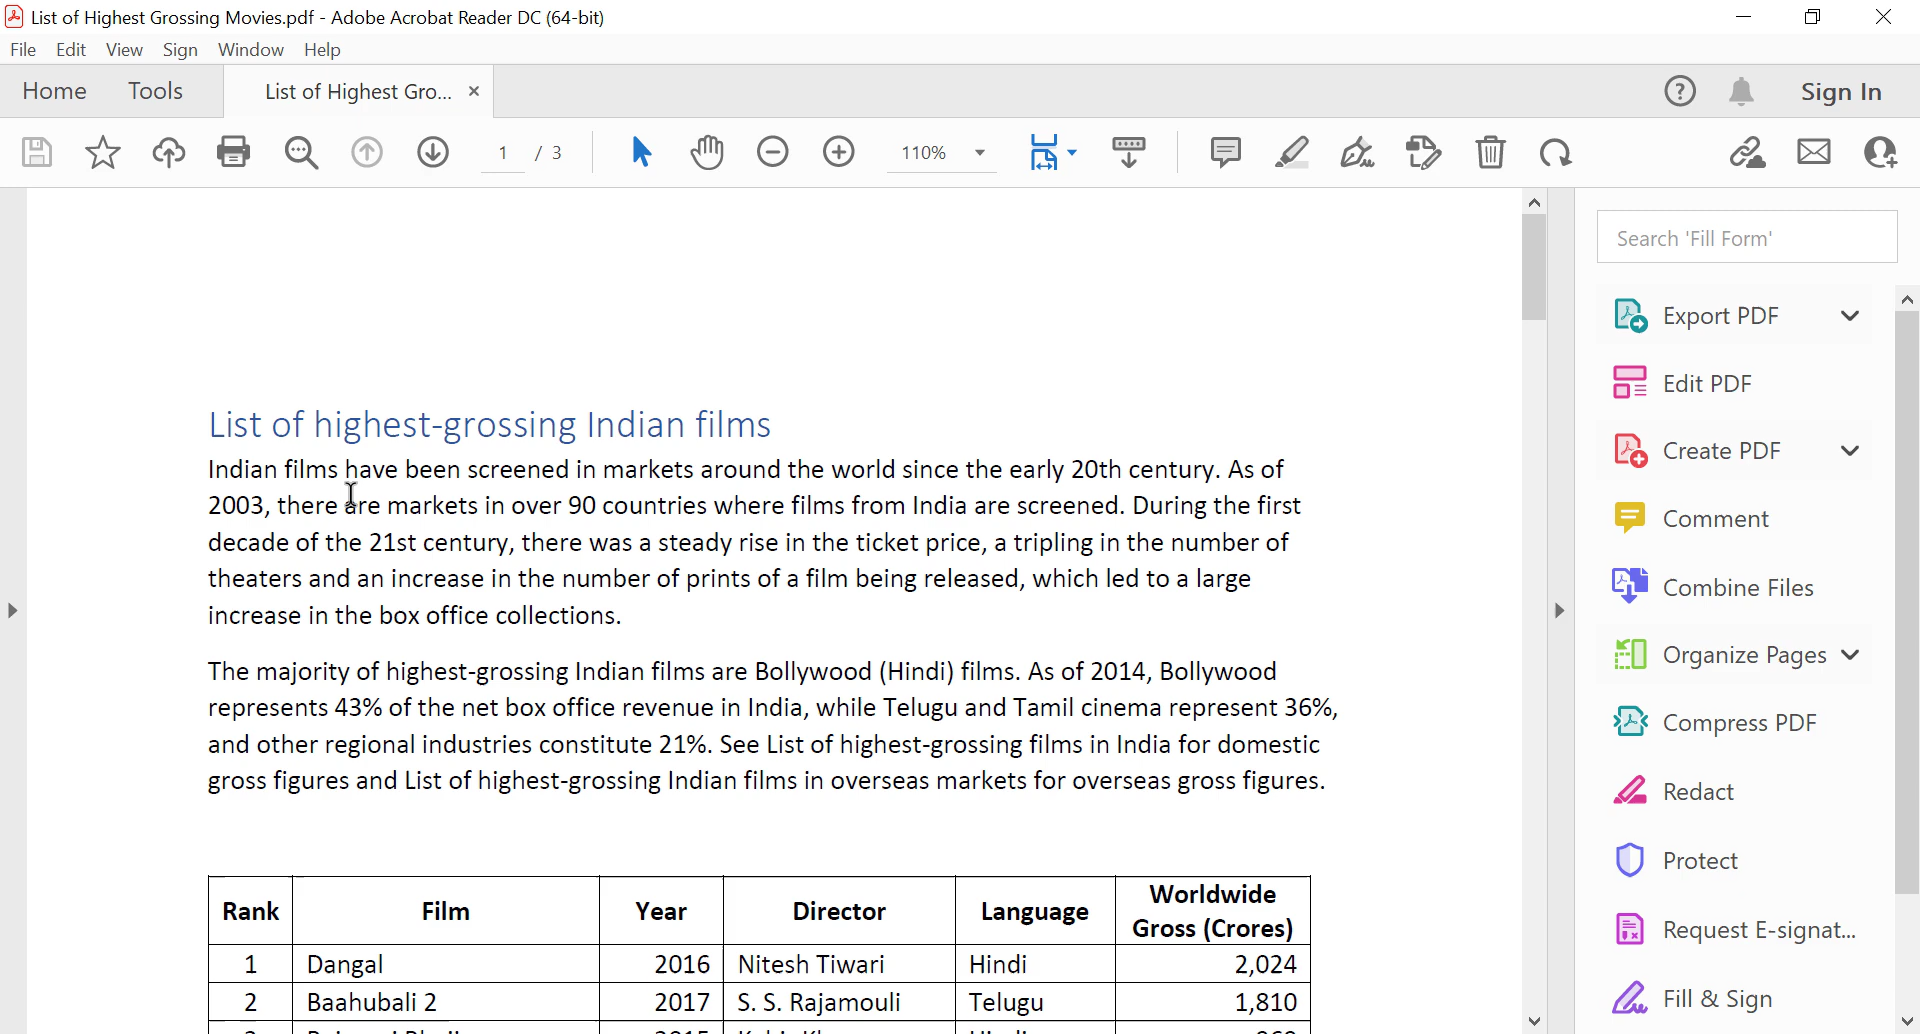 List of Highest Grossing Movies.pdf - Adobe Acrobat Reader DC (64-bit)
File Edit View Sign Window Help
Home Tools List of Highest Gro... × Sign In
1 / 3 110%
Search 'Fill Form'
Export PDF
Edit PDF
Create PDF
Comment
Combine Files
Organize Pages
Compress PDF
Redact
Protect
Request E-signat...
Fill & Sign
List of highest-grossing Indian films
Indian films have been screened in markets around the world since the early 20th century. As of
2003, there are markets in over 90 countries where films from India are screened. During the first
decade of the 21st century, there was a steady rise in the ticket price, a tripling in the number of
theaters and an increase in the number of prints of a film being released, which led to a large
increase in the box office collections.
The majority of highest-grossing Indian films are Bollywood (Hindi) films. As of 2014, Bollywood
represents 43% of the net box office revenue in India, while Telugu and Tamil cinema represent 36%,
and other regional industries constitute 21%. See List of highest-grossing films in India for domestic
gross figures and List of highest-grossing Indian films in overseas markets for overseas gross figures.
Rank Film Year Director Language Worldwide Gross (Crores)
1 Dangal 2016 Nitesh Tiwari Hindi 2,024
2 Baahubali 2 2017 S. S. Rajamouli Telugu 1,810